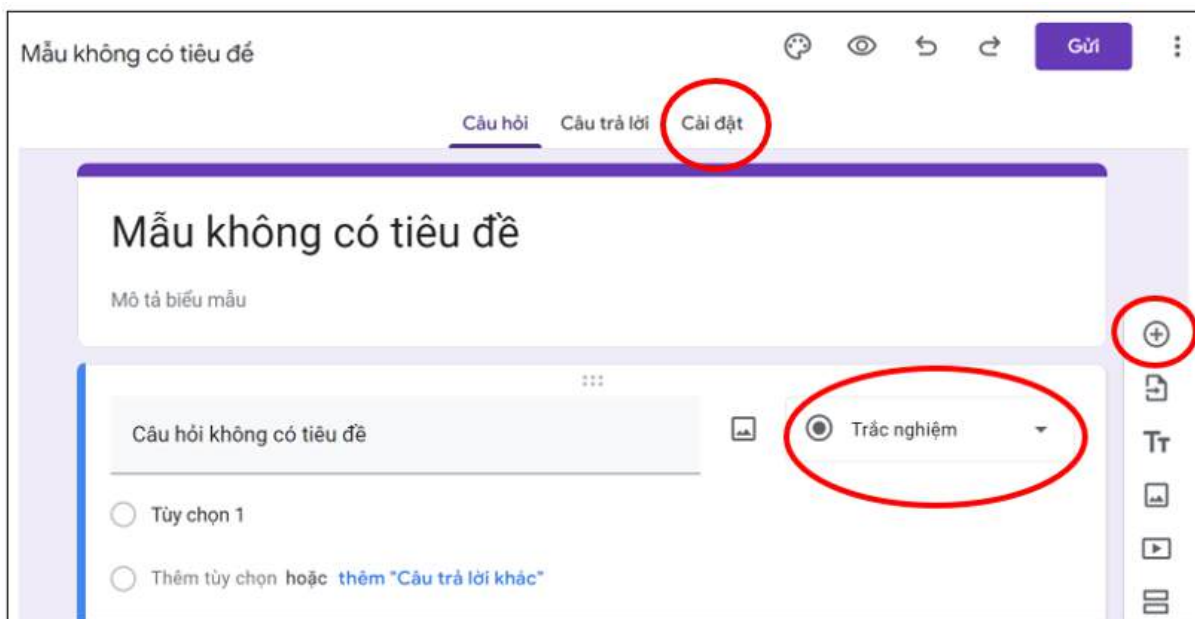 Mẫu không có tiêu đề
Gửi
Câu hỏi Câu trả lời Cài đặt
Mẫu không có tiêu đề
Mô tả biểu mẫu
Câu hỏi không có tiêu đề
Trắc nghiệm
Tùy chọn 1
Thêm tùy chọn hoặc thêm "Câu trả lời khác"
Tт